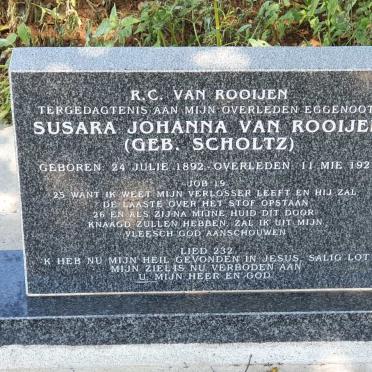 R.C. VAN ROOIJEN
TERGEDAGTENIS AAN MIJN OVERLEDEN EGGENOOT
SUSARA JOHANNA VAN ROOIJEN
(GEB. SCHOLTZ)
GEBOREN 24 JULIE 1892 - OVERLEDEN 11 MIE 192
JOB 19
25 WANT IK WEET MIJN VERLOSSER LEEFT EN HIJ ZAL
DE LAASTE OVER HET STOF OPSTAAN
26 EN ALS ZIJNA MIJNE HUID DIT DOOR
KNAAGD ZULLEN HEBBEN, ZAL IK UIT MIJN
VLEESCH GOD AANSCHOUWEN
LIED 232
K HEB NU MIJN HEIL GEVONDEN IN JESUS, SALIG LOT
MIJN ZIEL IS NU VERBODEN AAN
U, MIJN HEER EN GOD